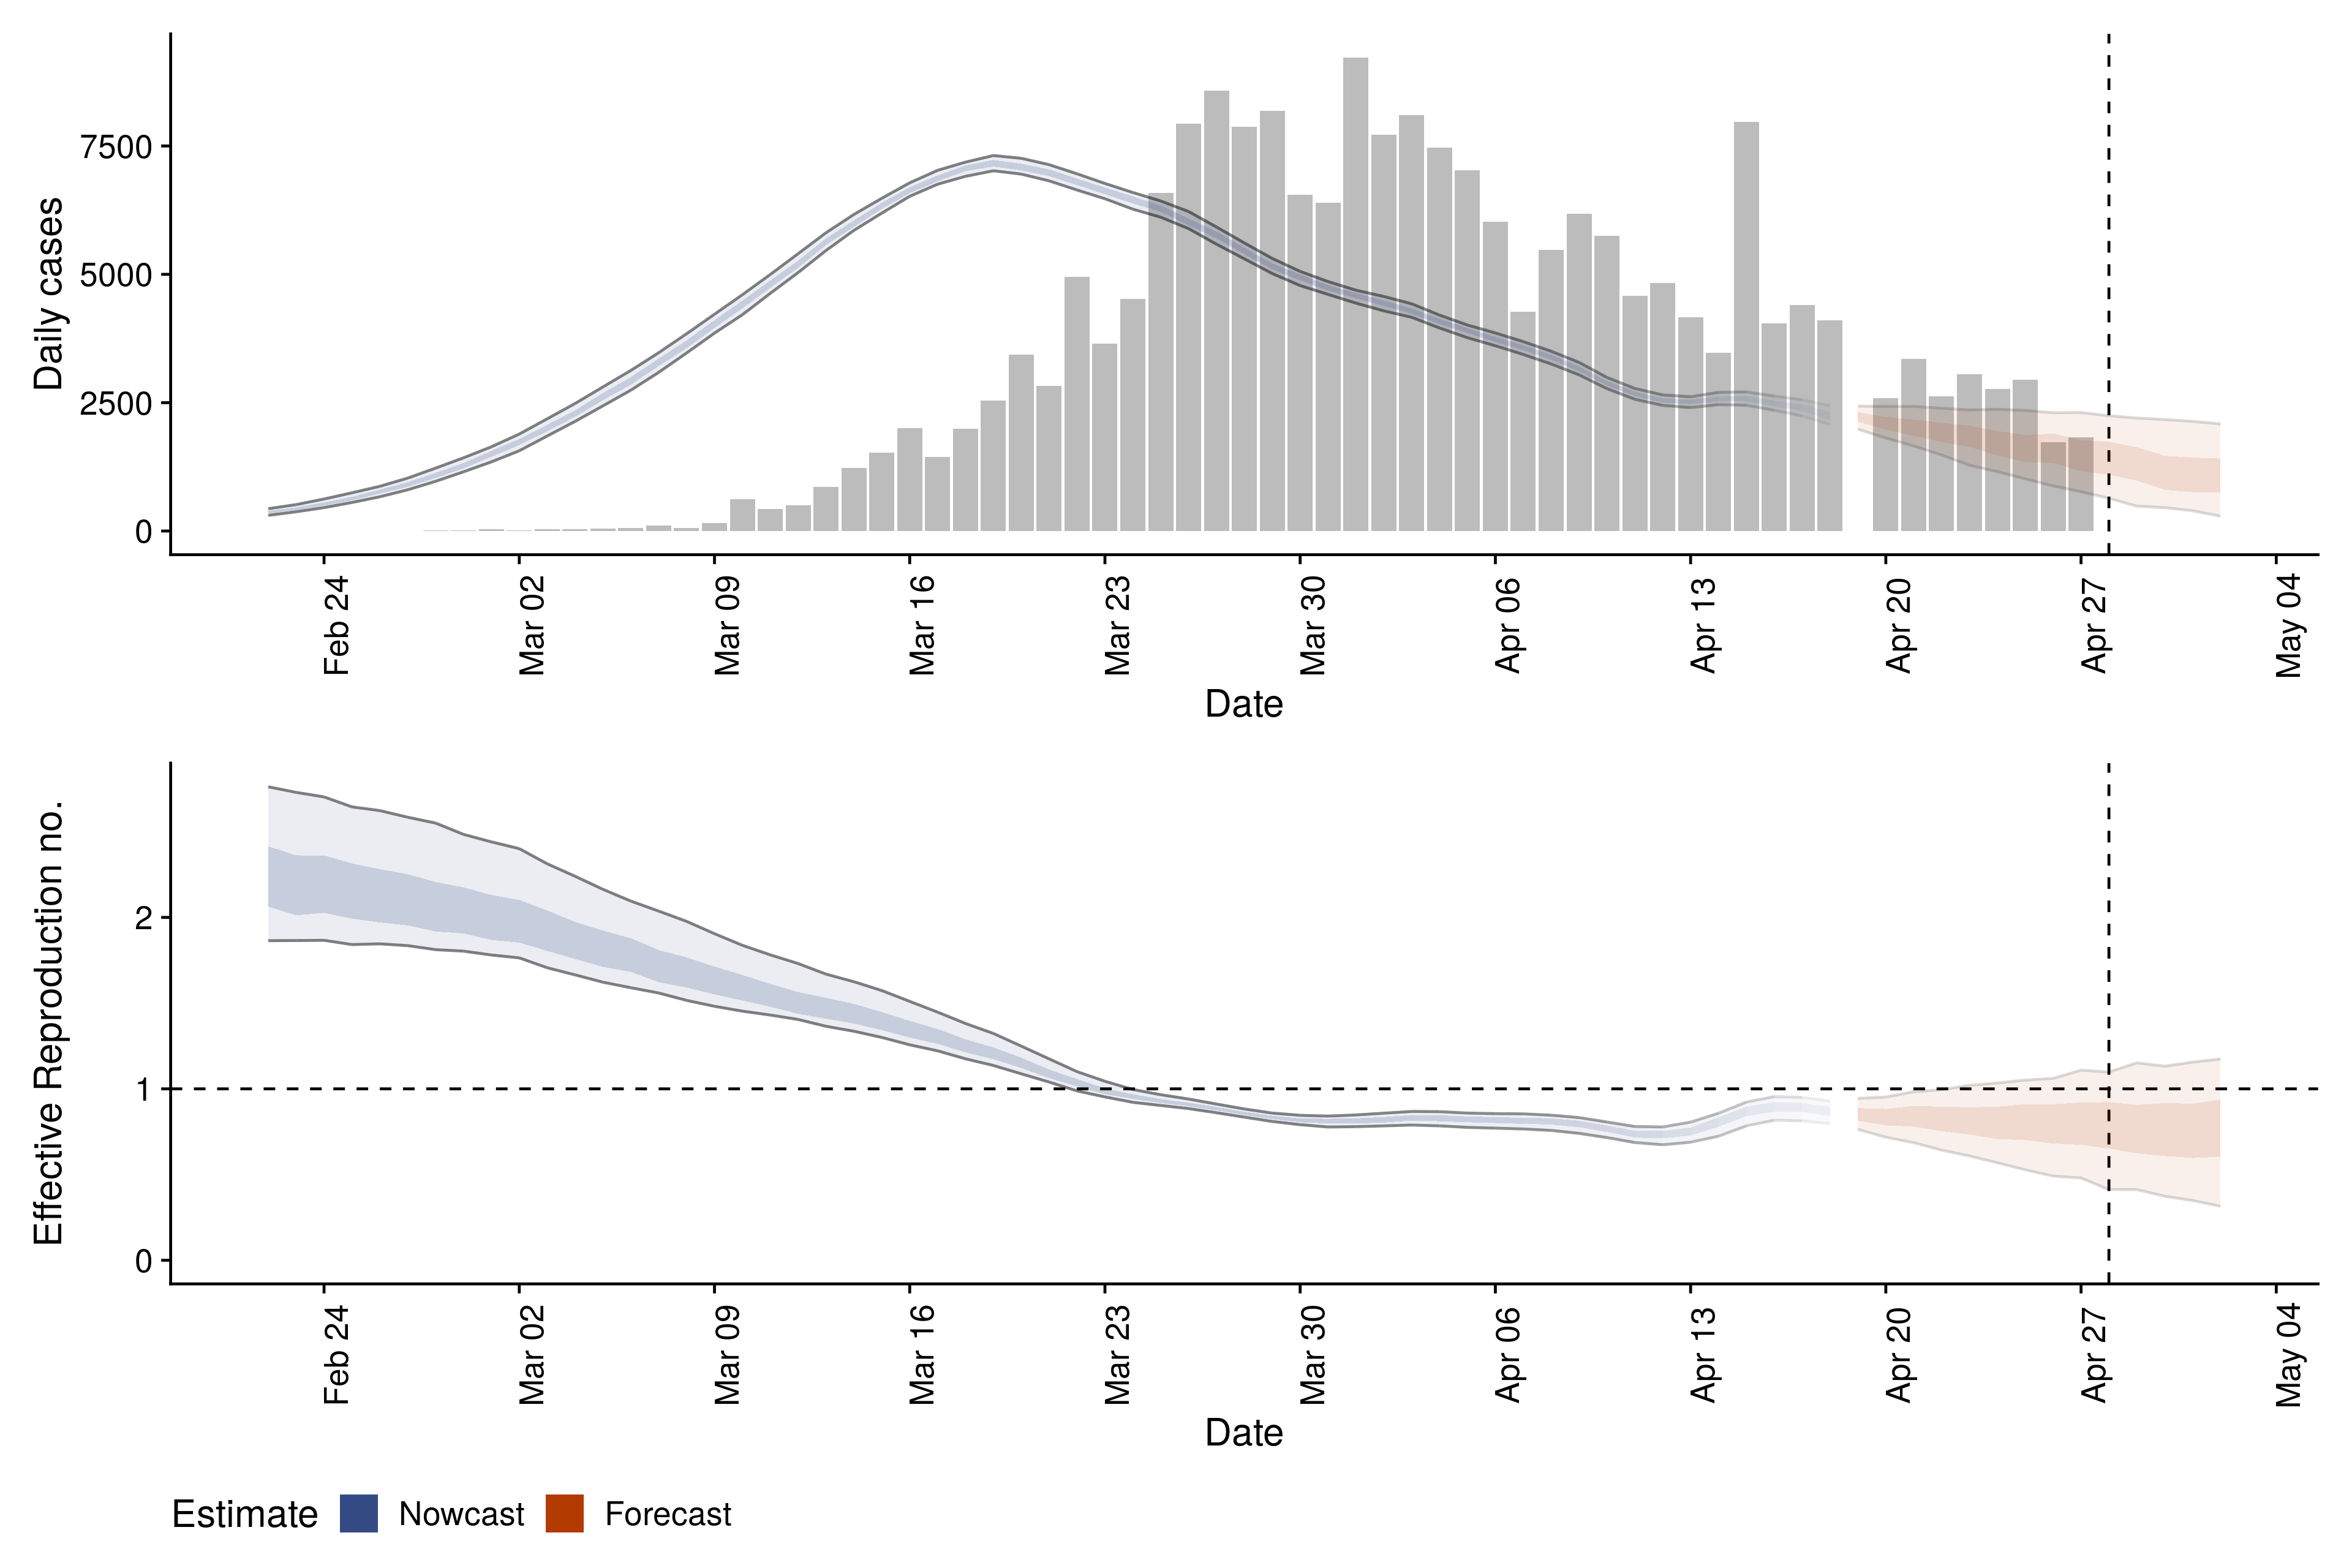 Daily cases
7500
5000
2500
0
Feb 24
Mar 02
Mar 09
Mar 16
Mar 23
Mar 30
Apr 06
Apr 13
Apr 20
Apr 27
May 04
Date
Effective Reproduction no.
2
1
0
Feb 24
Mar 02
Mar 09
Mar 16
Mar 23
Mar 30
Apr 06
Apr 13
Apr 20
Apr 27
May 04
Date
Estimate Nowcast Forecast